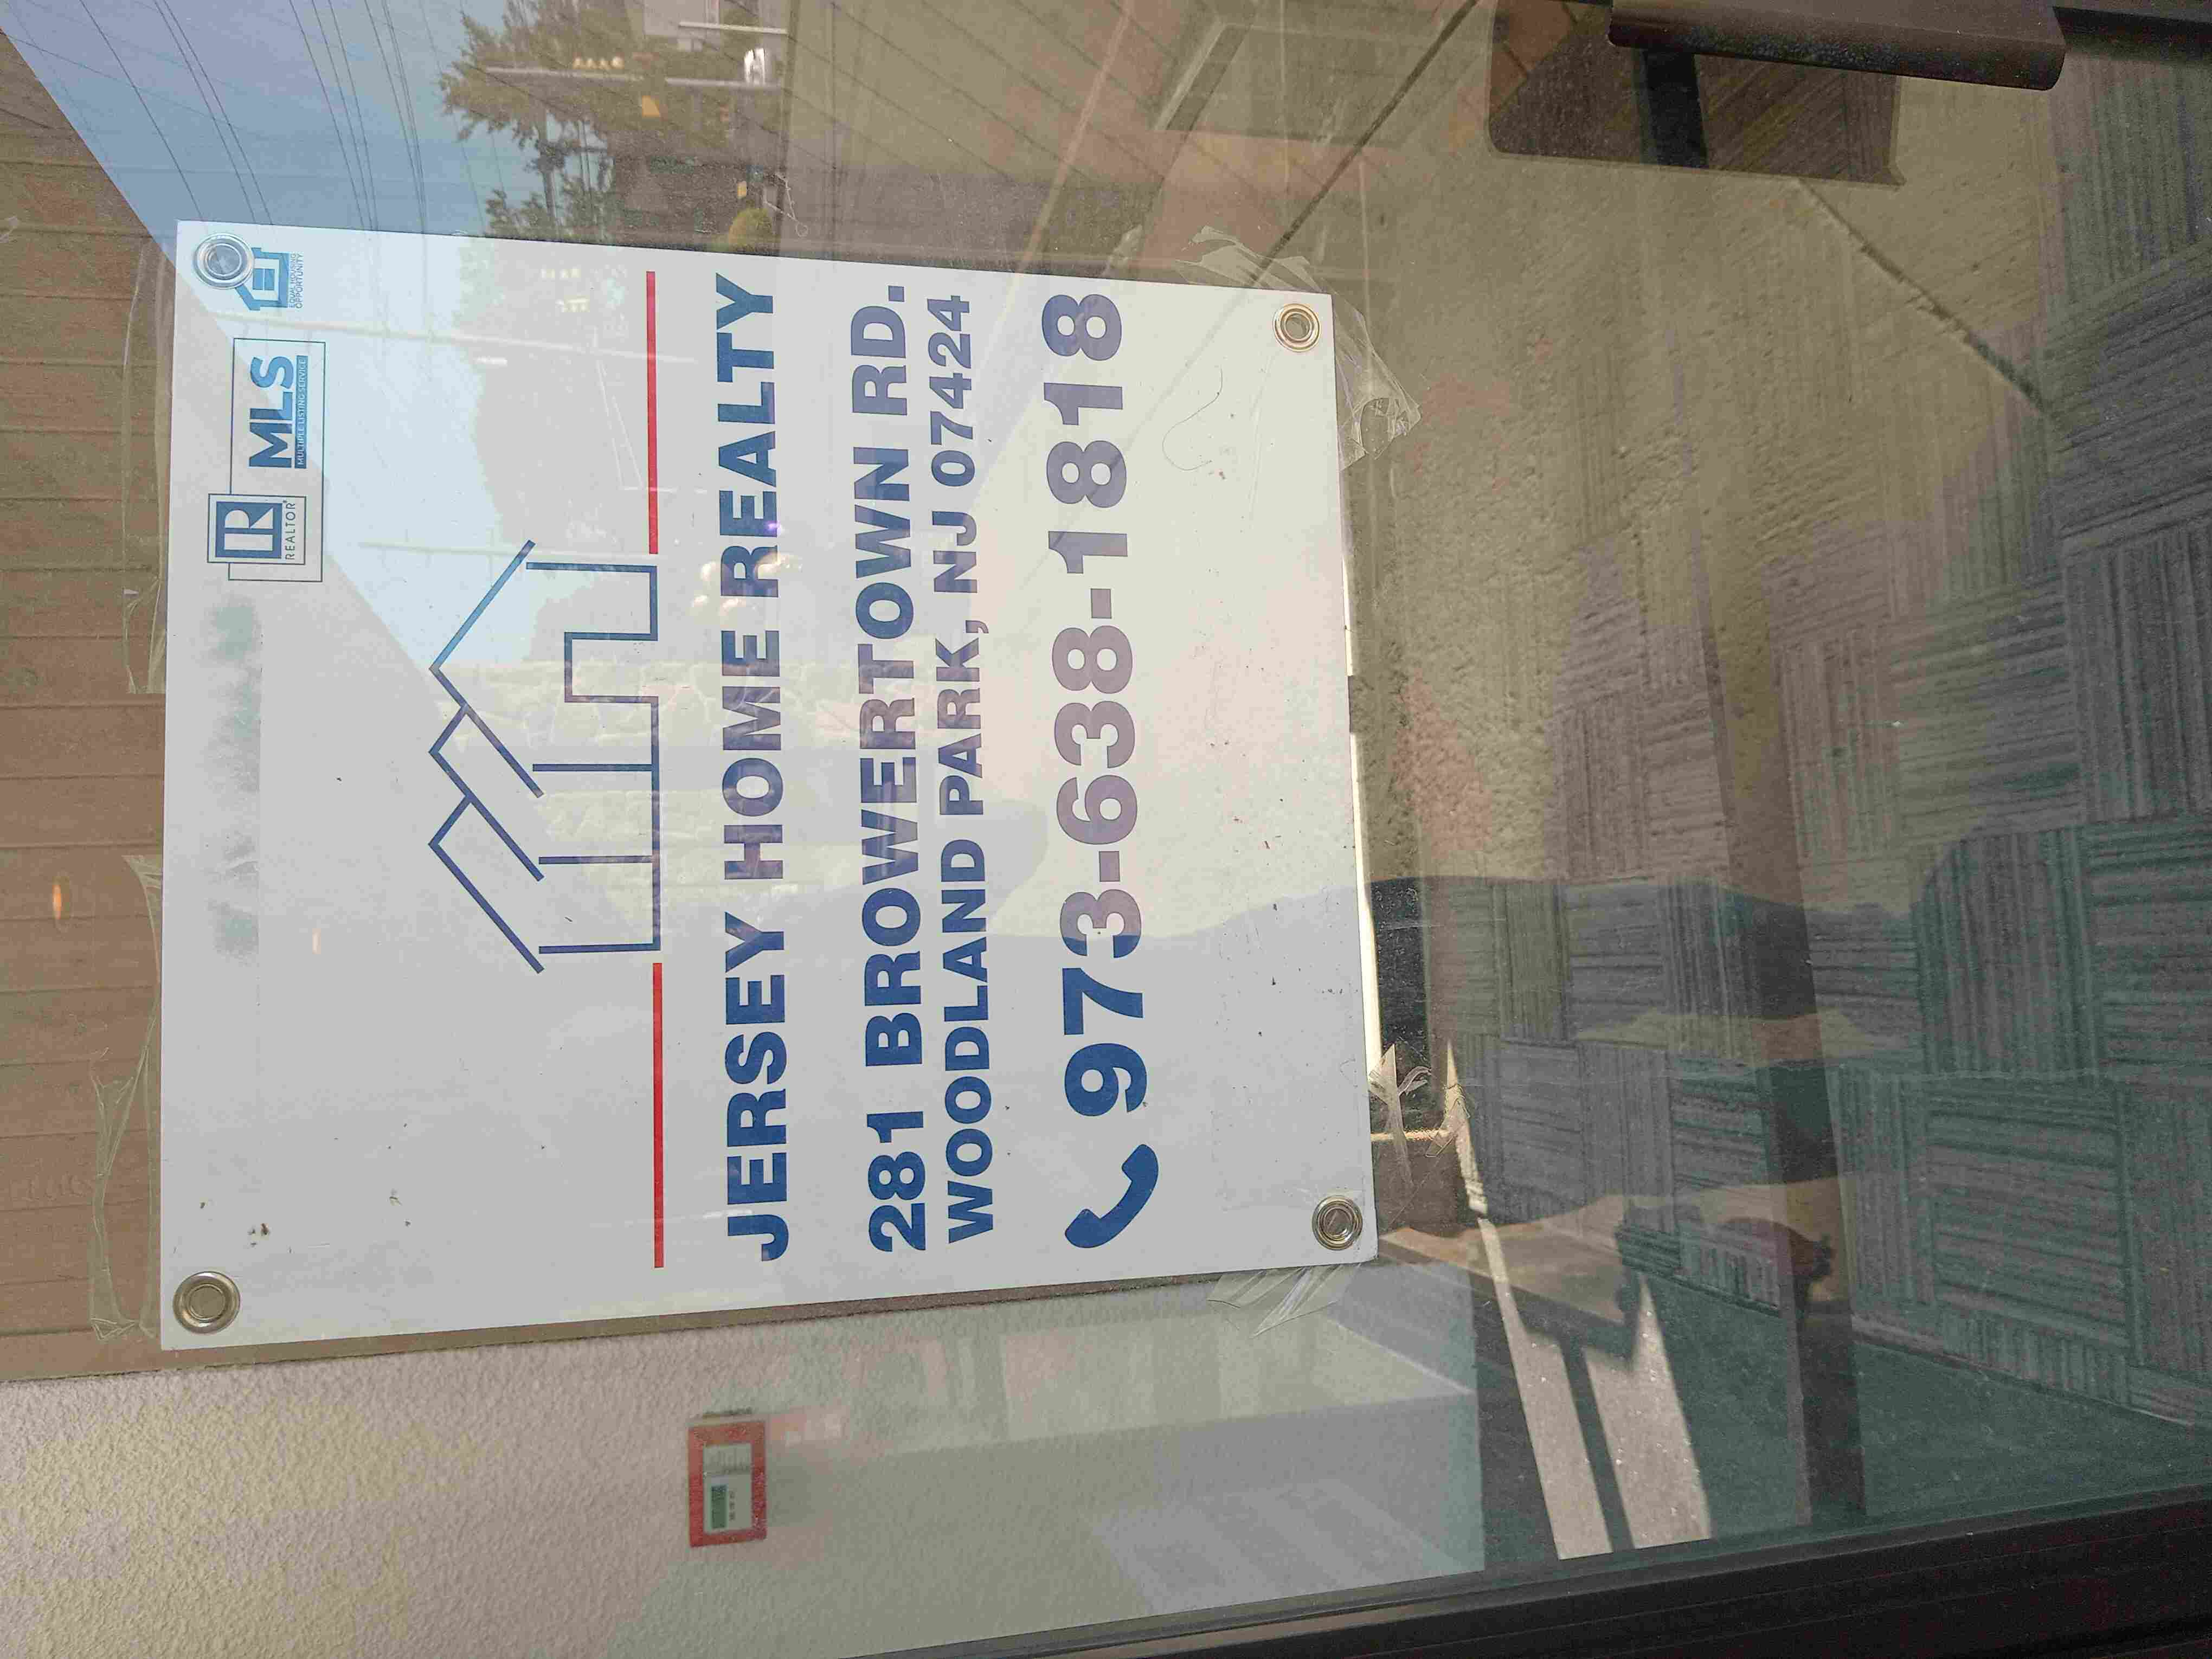 REALTOR®
MLS
MULTIPLE LISTING SERVICE
EQUAL HOUSING
OPPORTUNITY
JERSEY HOME REALTY
281 BROWERTOWN RD.
WOODLAND PARK, NJ 07424
973-638-1818